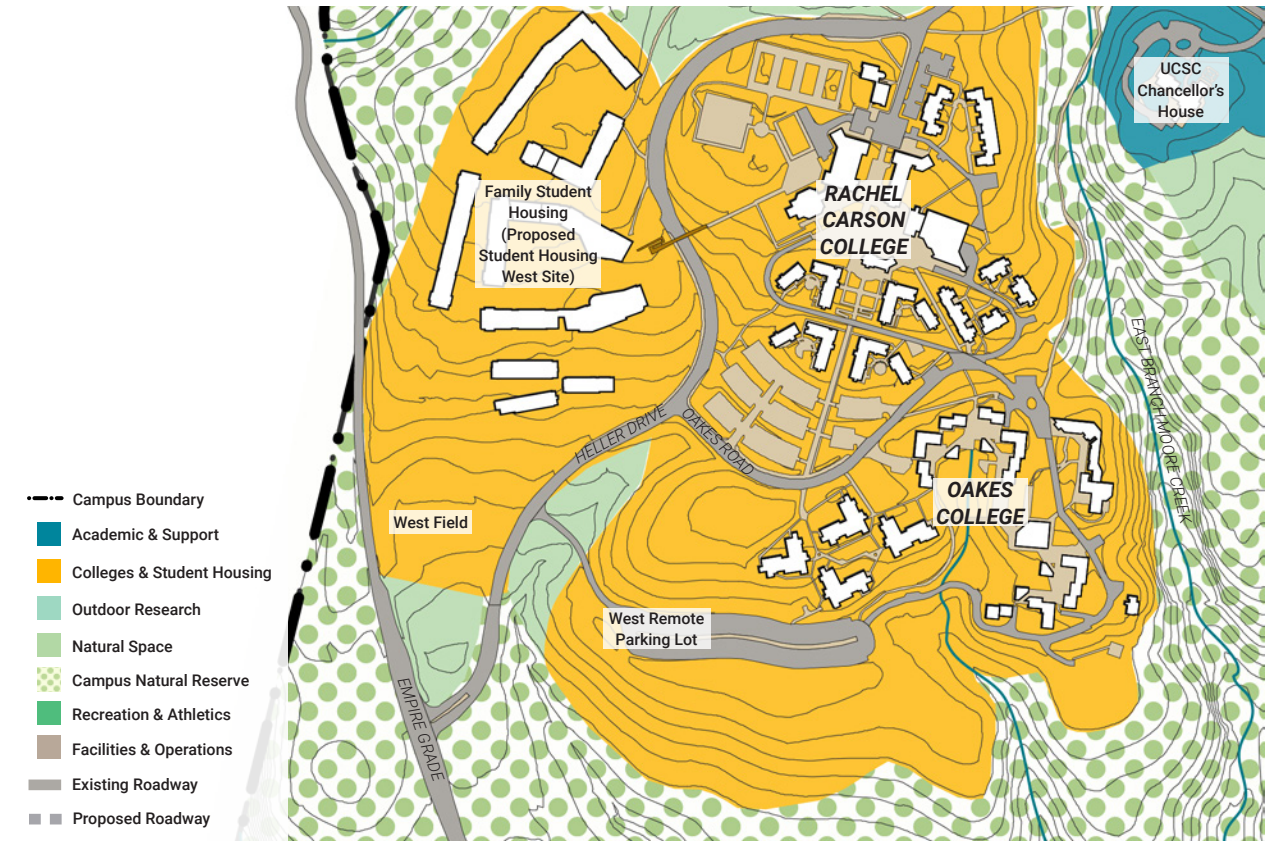 UCSC
Chancellor's
House
Family Student
Housing
(Proposed
Student Housing
West Site)
RACHEL
CARSON
COLLEGE
EAST BRANCH MOORE CREEK
HELLER DRIVE
OAKES ROAD
OAKES
COLLEGE
West Field
West Remote
Parking Lot
EMPIRE GRADE
Campus Boundary
Academic & Support
Colleges & Student Housing
Outdoor Research
Natural Space
Campus Natural Reserve
Recreation & Athletics
Facilities & Operations
Existing Roadway
Proposed Roadway